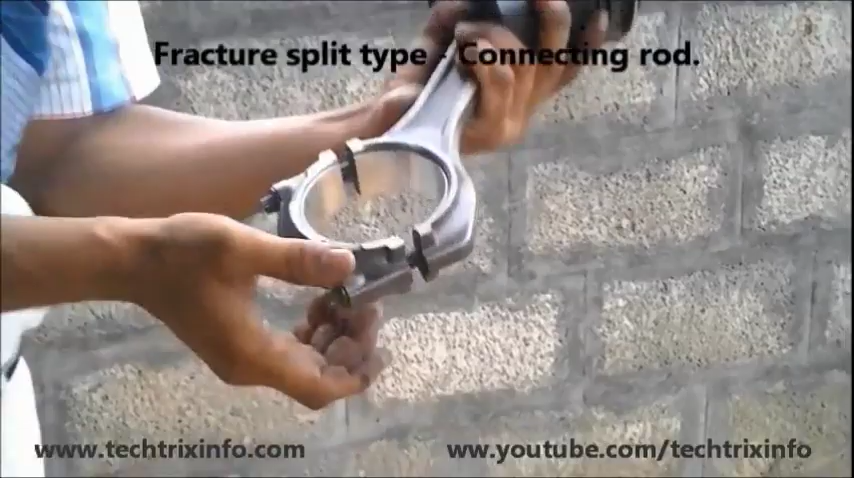 Fracture split type - Connecting rod.
www.techtrixinfo.com
www.youtube.com/techtrixinfo